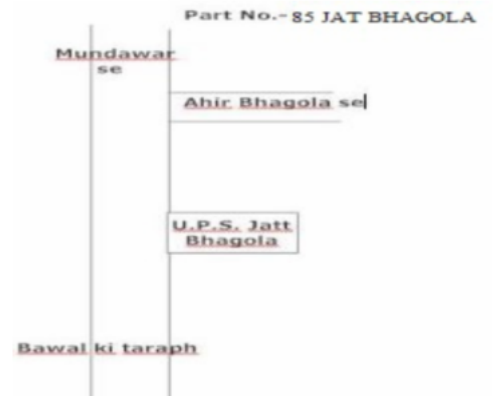 Part No.-85 JAT BHAGOLA
Mundawar
se
Ahir Bhagola se
U.P.S. Jatt
Bhagola
Bawal ki taraph